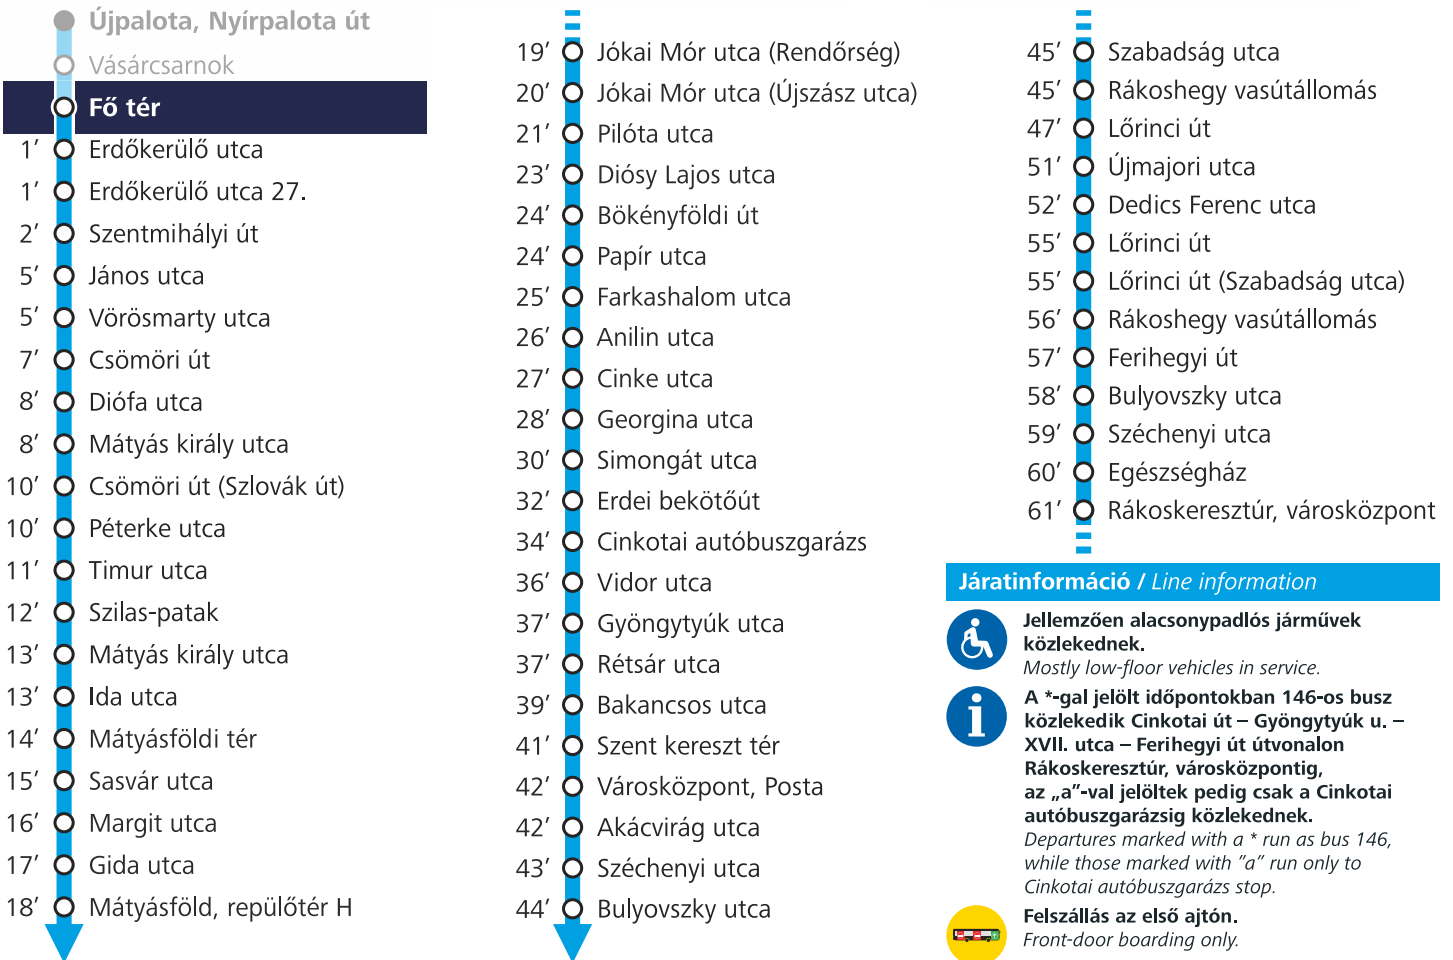 Újpalota, Nyírpalota út
Vásárcsarnok
Fő tér
1’ Erdőkerülő utca
1’ Erdőkerülő utca 27.
2’ Szentmihályi út
5’ János utca
5’ Vörösmarty utca
7’ Csömöri út
8’ Diófa utca
8’ Mátyás király utca
10’ Csömöri út (Szlovák út)
10’ Péterke utca
11’ Timur utca
12’ Szilas-patak
13’ Mátyás király utca
13’ Ida utca
14’ Mátyásföldi tér
15’ Sasvár utca
16’ Margit utca
17’ Gida utca
18’ Mátyásföld, repülőtér H
19’ Jókai Mór utca (Rendőrség)
20’ Jókai Mór utca (Újszász utca)
21’ Pilóta utca
23’ Diósy Lajos utca
24’ Bökényföldi út
24’ Papír utca
25’ Farkashalom utca
26’ Anilin utca
27’ Cinke utca
28’ Georgina utca
30’ Simongát utca
32’ Erdei bekötőút
34’ Cinkotai autóbuszgarázs
36’ Vidor utca
37’ Gyöngytyúk utca
37’ Rétsár utca
39’ Bakancsos utca
41’ Szent kereszt tér
42’ Városközpont, Posta
42’ Akácvirág utca
43’ Széchenyi utca
44’ Bulyovszky utca
45’ Szabadság utca
45’ Rákoshegy vasútállomás
47’ Lőrinci út
51’ Újmajori utca
52’ Dedics Ferenc utca
55’ Lőrinci út
55’ Lőrinci út (Szabadság utca)
56’ Rákoshegy vasútállomás
57’ Ferihegyi út
58’ Bulyovszky utca
59’ Széchenyi utca
60’ Egészségház
61’ Rákoskeresztúr, városközpont
Járatinformáció / Line information
Jellemzően alacsonypadlós járművek
közlekednek.
Mostly low-floor vehicles in service.
A *-gal jelölt időpontokban 146-os busz
közlekedik Cinkotai út – Gyöngytyúk u. –
XVII. utca – Ferihegyi út útvonalon
Rákoskeresztúr, városközpontig,
az „a”-val jelöltek pedig csak a Cinkotai
autóbuszgarázsig közlekednek.
Departures marked with a * run as bus 146,
while those marked with ”a” run only to
Cinkotai autóbuszgarázs stop.
Felszállás az első ajtón.
Front-door boarding only.